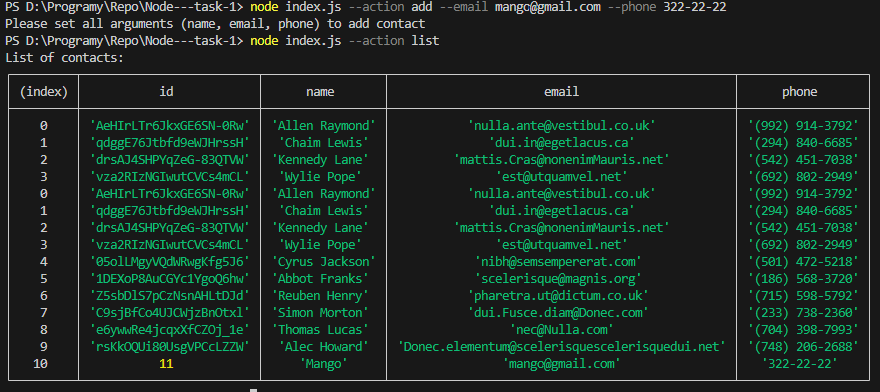 PS D:\Programy\Repo\Node---task-1> node index.js --action add --email mango@gmail.com --phone 322-22-22
Please set all arguments (name, email, phone) to add contact
PS D:\Programy\Repo\Node---task-1> node index.js --action list
List of contacts:
(index) id name email phone
0 'AeHIrLTr6JkxGE6SN-0Rw' 'Allen Raymond' 'nulla.ante@vestibul.co.uk' '(992) 914-3792'
1 'qdggE76Jtbfd9eWJHrssH' 'Chaim Lewis' 'dui.in@egetlacus.ca' '(294) 840-6685'
2 'drsAJ4SHPYqZeG-83QTVW' 'Kennedy Lane' 'mattis.Cras@nonenimMauris.net' '(542) 451-7038'
3 'vza2RIzNGIwutCVCs4mCL' 'Wylie Pope' 'est@utquamvel.net' '(692) 802-2949'
0 'AeHIrLTr6JkxGE6SN-0Rw' 'Allen Raymond' 'nulla.ante@vestibul.co.uk' '(992) 914-3792'
1 'qdggE76Jtbfd9eWJHrssH' 'Chaim Lewis' 'dui.in@egetlacus.ca' '(294) 840-6685'
2 'drsAJ4SHPYqZeG-83QTVW' 'Kennedy Lane' 'mattis.Cras@nonenimMauris.net' '(542) 451-7038'
3 'vza2RIzNGIwutCVCs4mCL' 'Wylie Pope' 'est@utquamvel.net' '(692) 802-2949'
4 '05olLMgyVQdWRwgKfg5J6' 'Cyrus Jackson' 'nibh@semsempererat.com' '(501) 472-5218'
5 '1DEXoP8AuCGYc1YgoQ6hw' 'Abbot Franks' 'scelerisque@magnis.org' '(186) 568-3720'
6 'Z5sbDlS7pCzNsnAHLtDJd' 'Reuben Henry' 'pharetra.ut@dictum.co.uk' '(715) 598-5792'
7 'C9sjBfCo4UJCWjzBnOtxl' 'Simon Morton' 'dui.Fusce.diam@Donec.com' '(233) 738-2360'
8 'e6ywwRe4jcqxXfCZOj_1e' 'Thomas Lucas' 'nec@Nulla.com' '(704) 398-7993'
9 'rsKkOQUi80UsgVPCcLZZW' 'Alec Howard' 'Donec.elementum@scelerisquescelerisquedui.net' '(748) 206-2688'
10 11 'Mango' 'mango@gmail.com' '322-22-22'